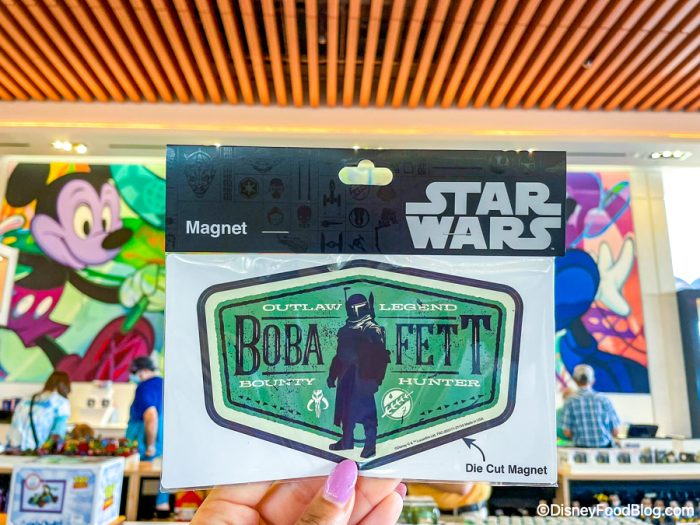 STAR
WARS
Magnet
OUTLAW LEGEND
BOBA FETT
BOUNTY HUNTER
Die Cut Magnet
©DisneyFoodBlog.com